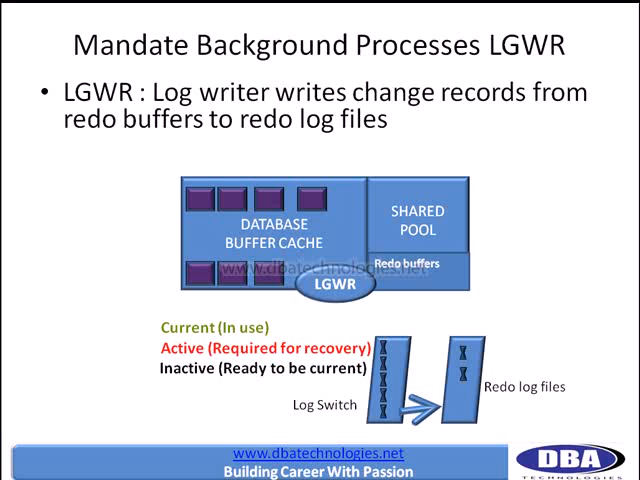 Mandate Background Processes LGWR
• LGWR : Log writer writes change records from
redo buffers to redo log files
DATABASE
BUFFER CACHE
SHARED
POOL
www.dbatechnologies.net
Redo buffers
LGWR
Current (In use)
Active (Required for recovery)
Inactive (Ready to be current)
Log Switch
Redo log files
www.dbatechnologies.net
Building Career With Passion
DBA
TECHNOLOGIES